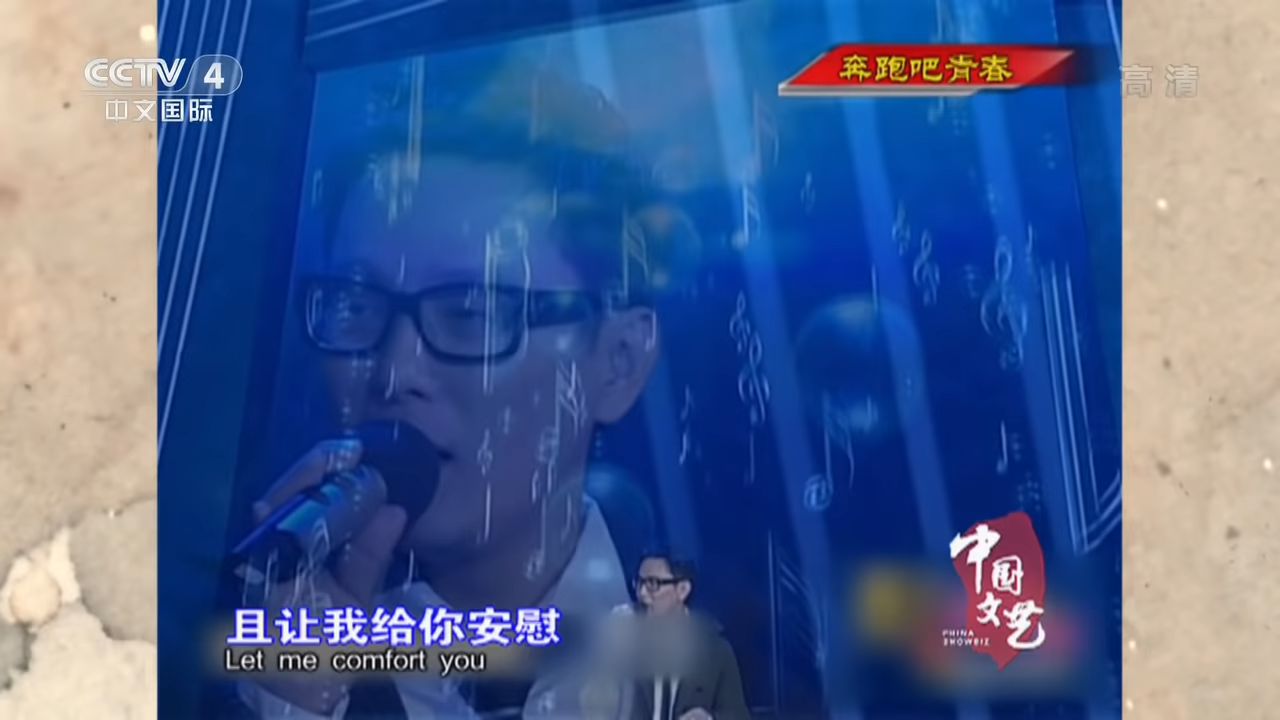 CCTV 4
中文国际
奔跑吧青春
高清
中国文艺
CHINA
SHOWBIZ
且让我给你安慰
Let me comfort you